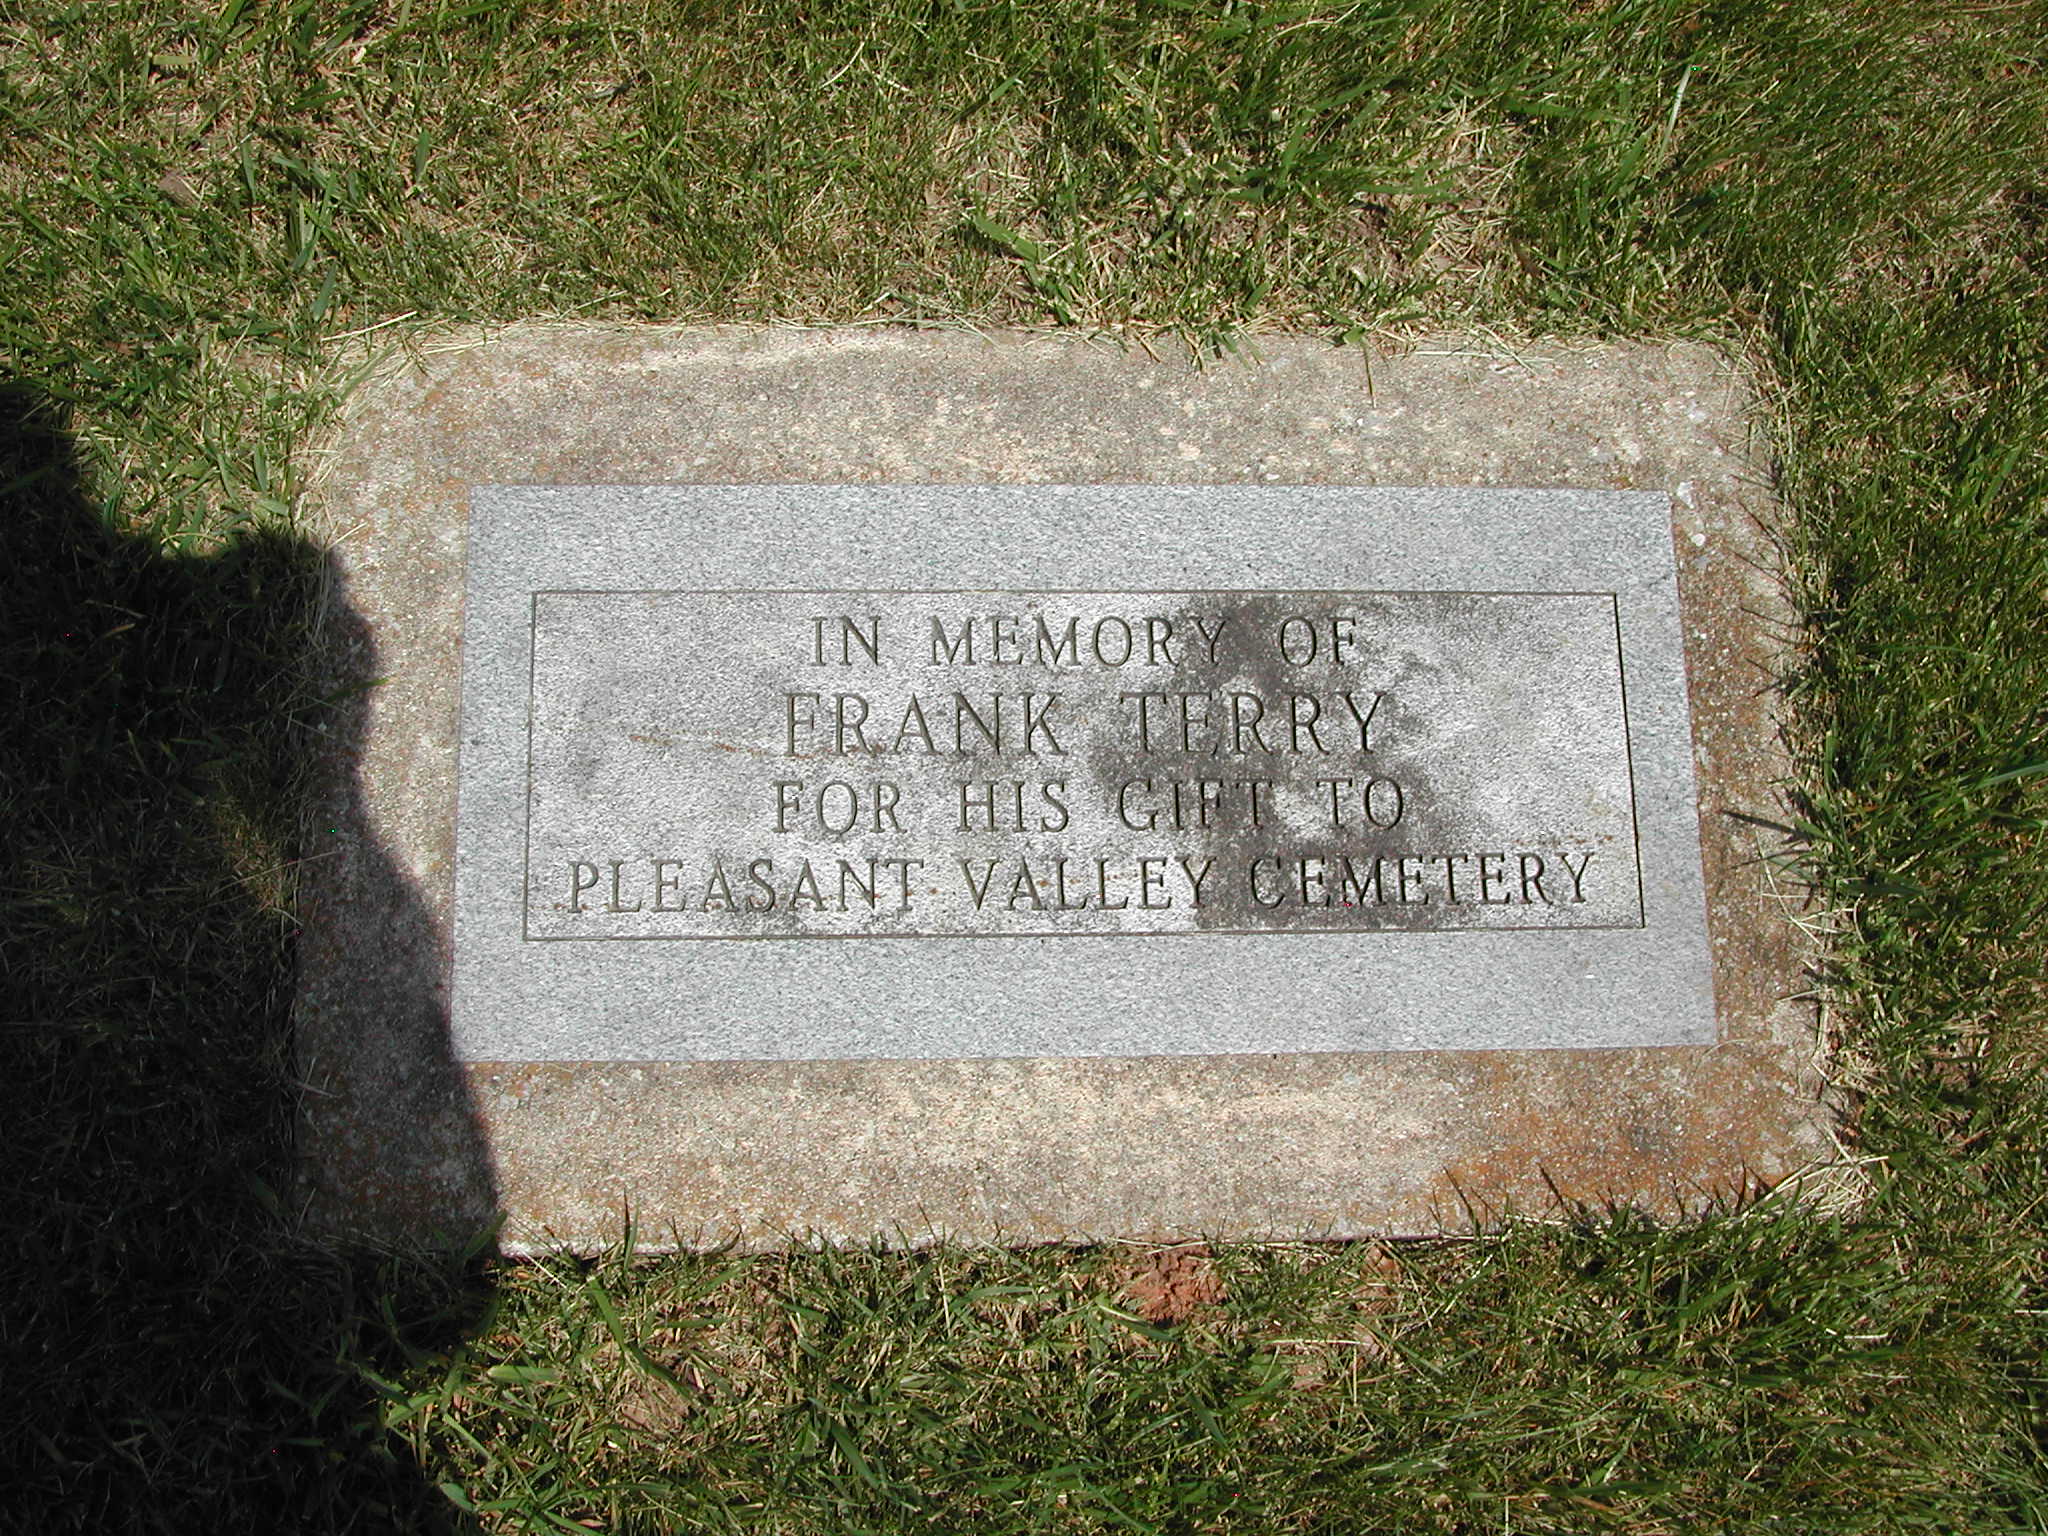 IN MEMORY OF
FRANK TERRY
FOR HIS GIFT TO
PLEASANT VALLEY CEMETERY